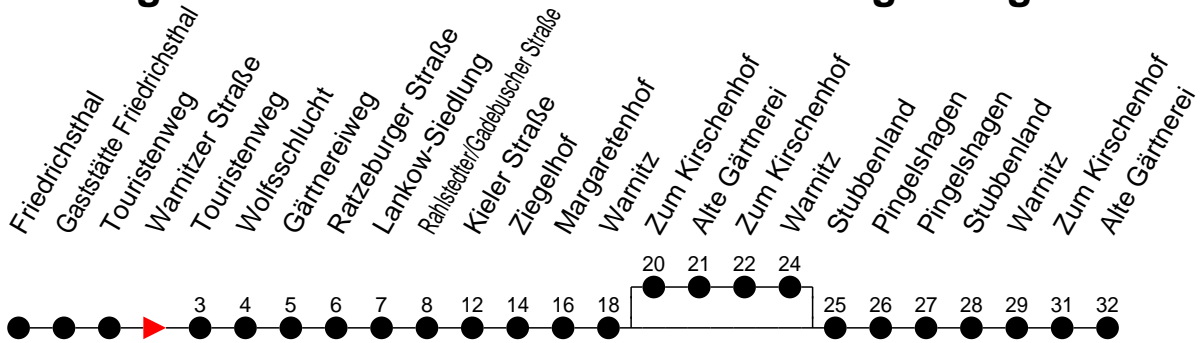 Friedrichsthal
Gaststätte Friedrichsthal
Touristenweg
Warnitzer Straße
Touristenweg
Wolfsschlucht
Gärtnereiweg
Ratzeburger Straße
Lankow-Siedlung
Rahlstedter/Gadebuscher Straße
Kieler Straße
Ziegelhof
Margaretenhof
Warnitz
Zum Kirschenhof
Alte Gärtnerei
Zum Kirschenhof
Warnitz
Stubbenland
Pingelshagen
Pingelshagen
Stubbenland
Warnitz
Zum Kirschenhof
Alte Gärtnerei
20 21 22 24
3 4 5 6 7 8 12 14 16 18 25 26 27 28 29 31 32